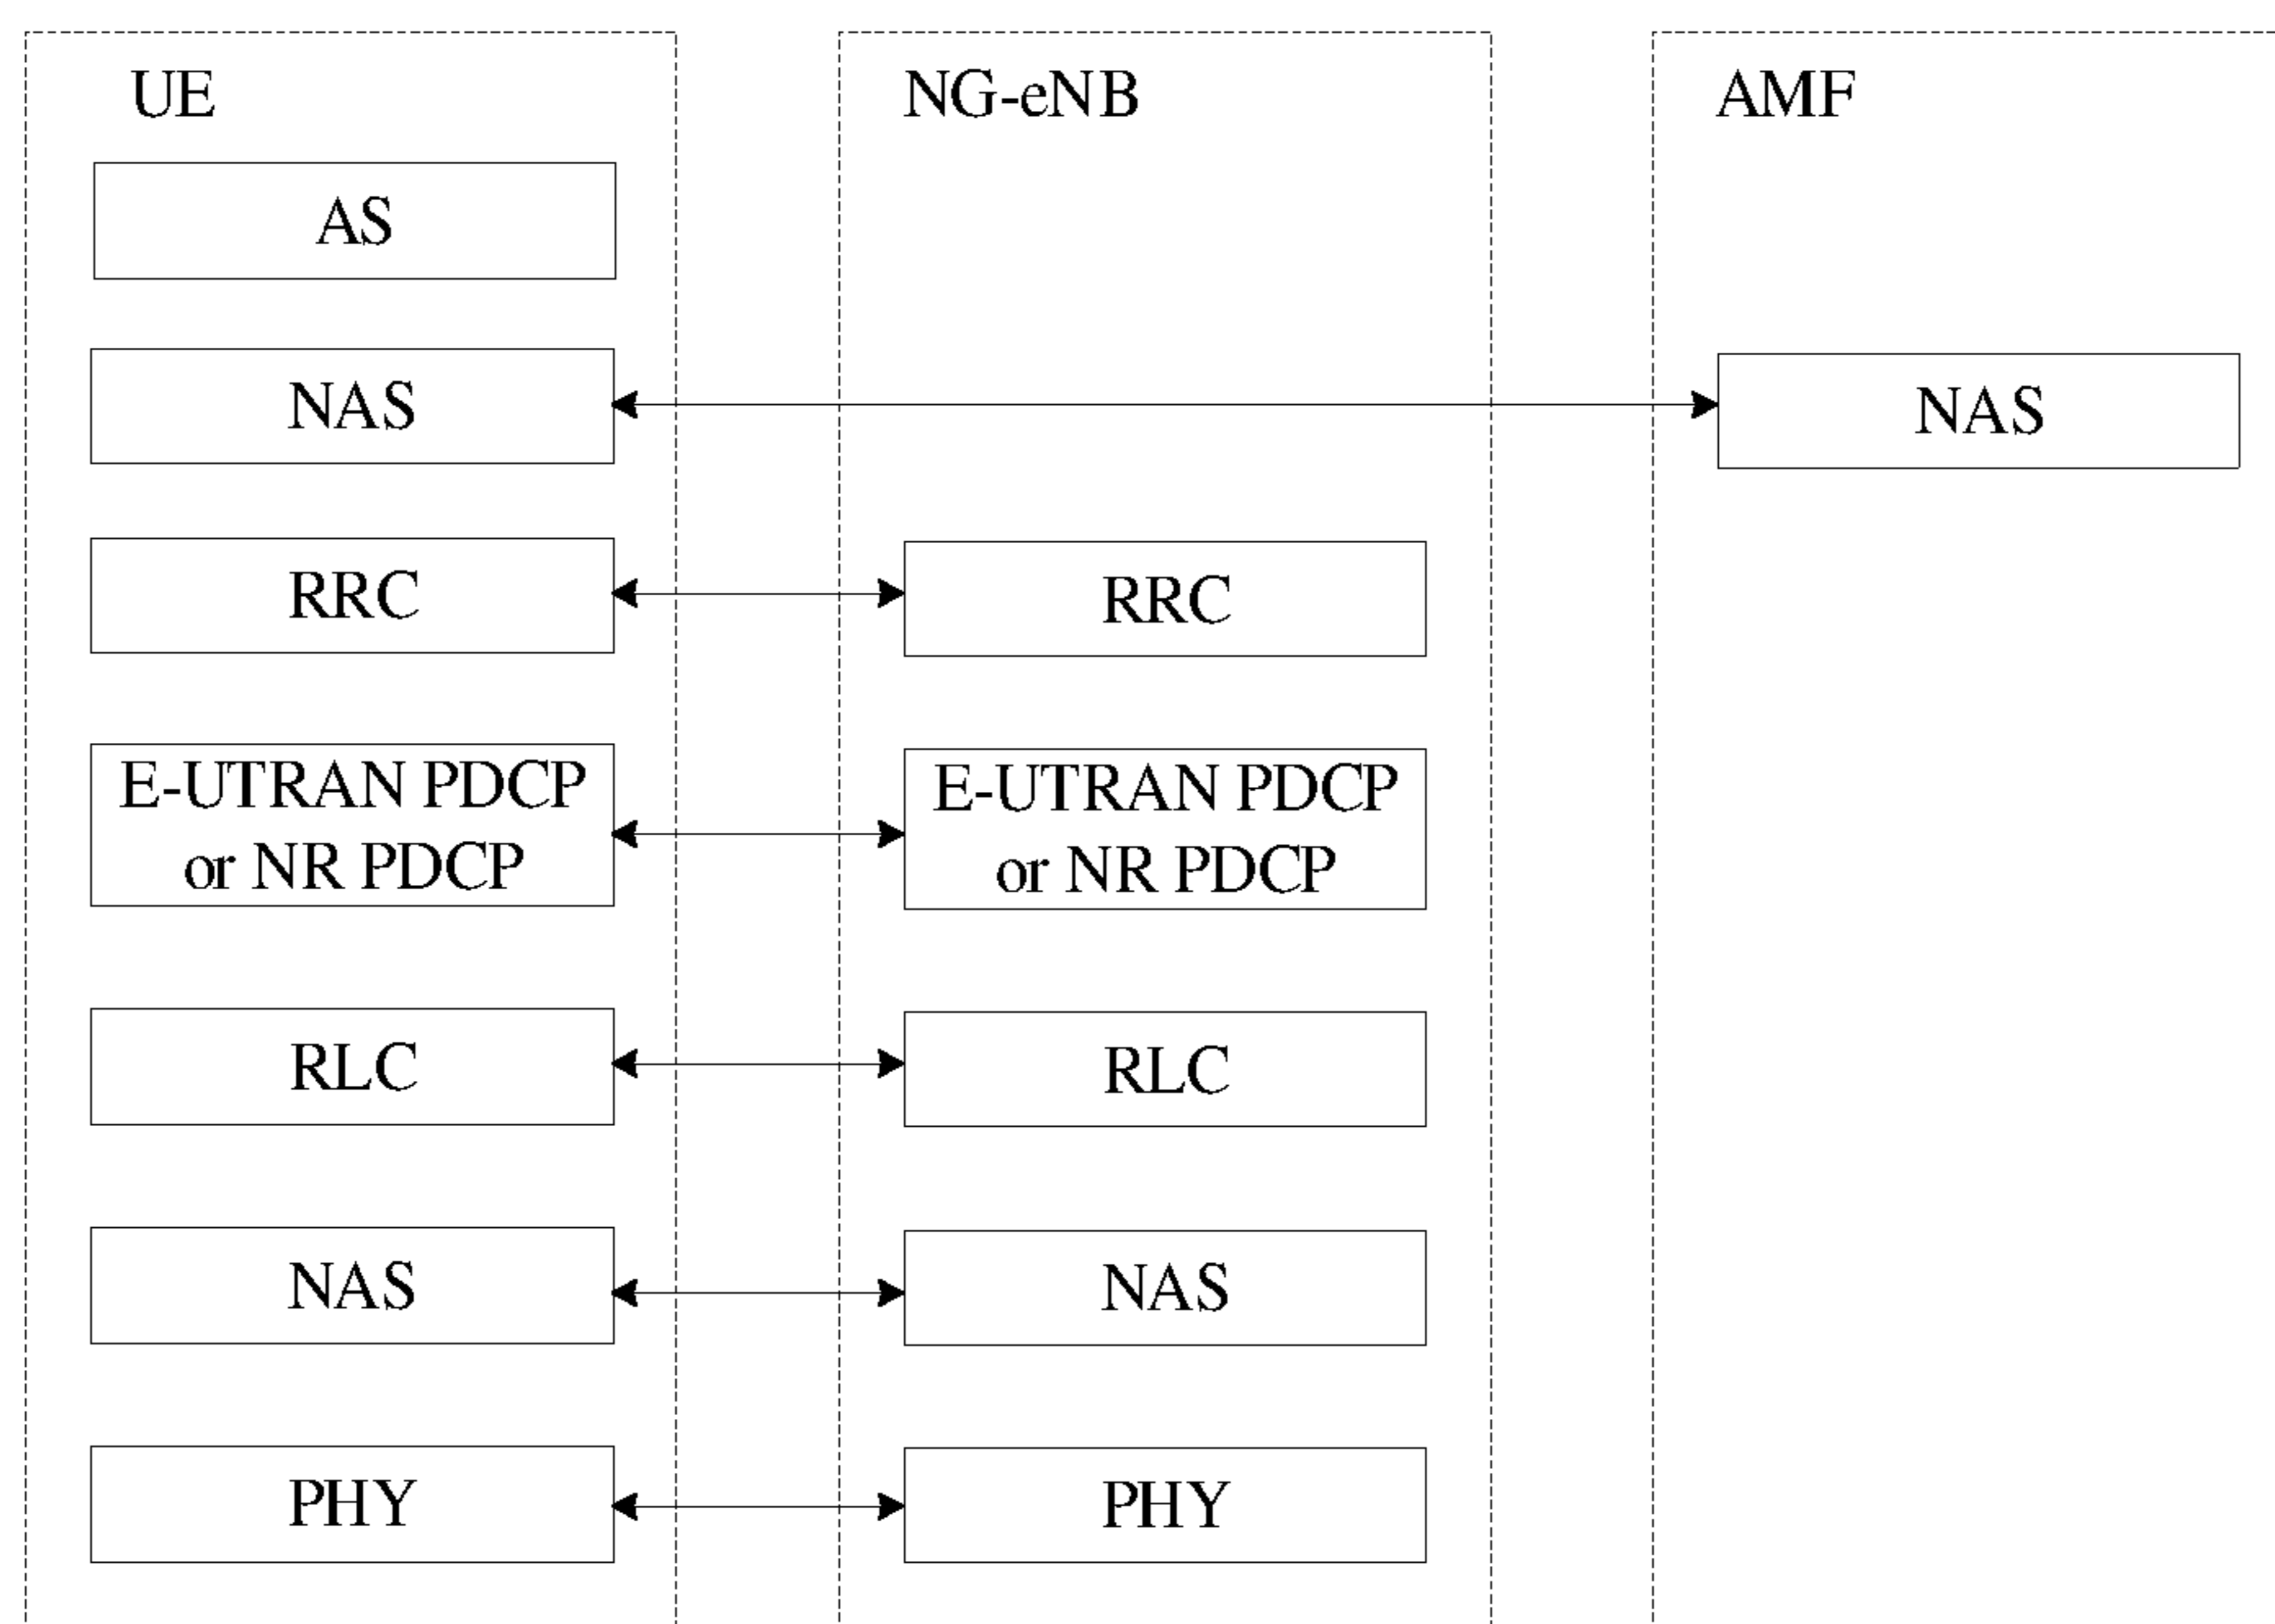 UE
NG-eNB
AMF
AS
NAS
NAS
RRC
RRC
E-UTRAN PDCP
or NR PDCP
E-UTRAN PDCP
or NR PDCP
RLC
RLC
NAS
NAS
PHY
PHY